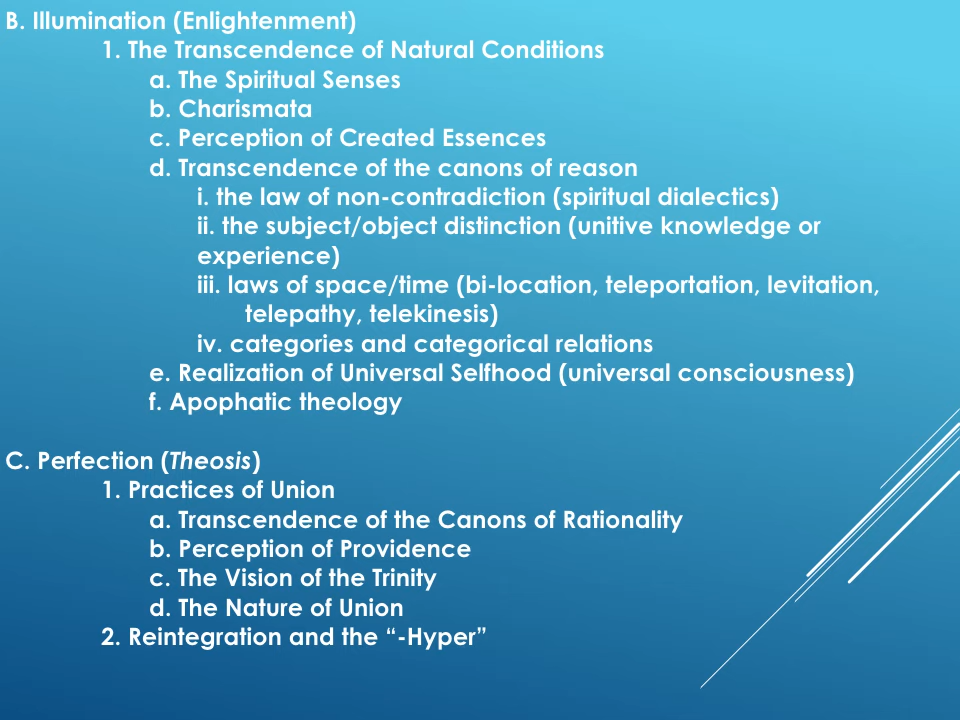 B. Illumination (Enlightenment)
1. The Transcendence of Natural Conditions
a. The Spiritual Senses
b. Charismata
c. Perception of Created Essences
d. Transcendence of the canons of reason
i. the law of non-contradiction (spiritual dialectics)
ii. the subject/object distinction (unitive knowledge or
experience)
iii. laws of space/time (bi-location, teleportation, levitation,
telepathy, telekinesis)
iv. categories and categorical relations
e. Realization of Universal Selfhood (universal consciousness)
f. Apophatic theology
C. Perfection (Theosis)
1. Practices of Union
a. Transcendence of the Canons of Rationality
b. Perception of Providence
c. The Vision of the Trinity
d. The Nature of Union
2. Reintegration and the “-Hyper”